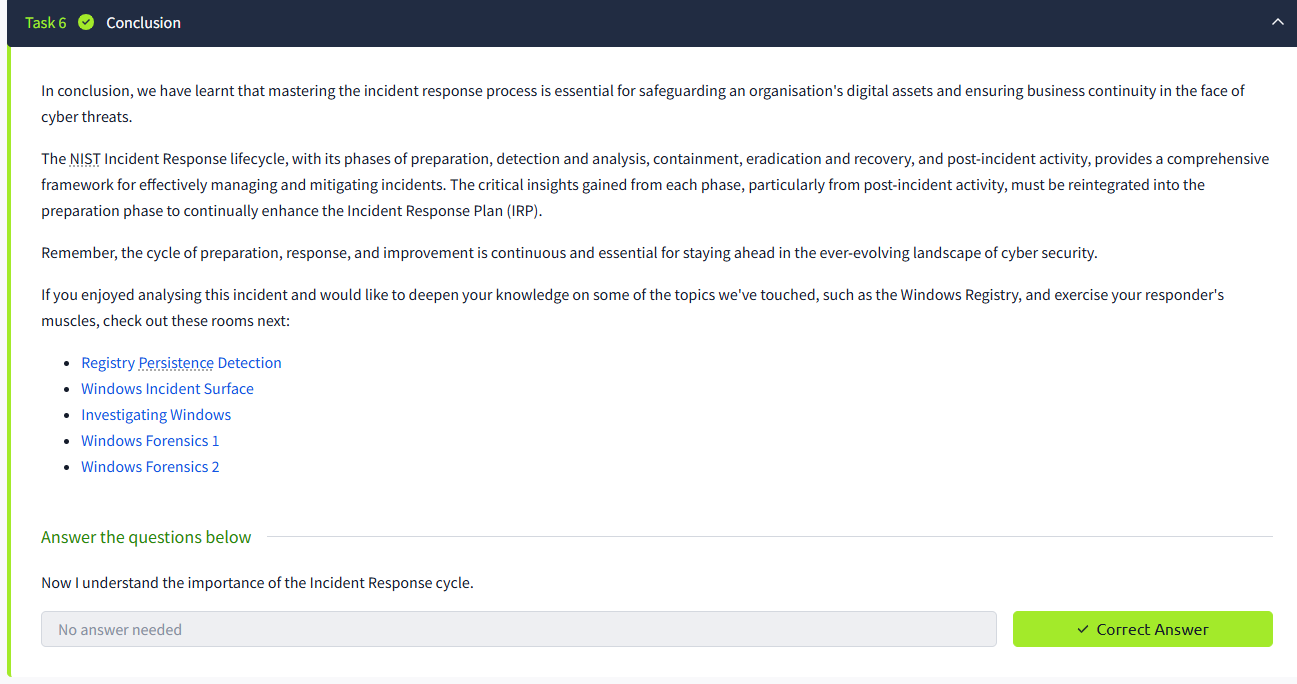 Task 6 Conclusion
In conclusion, we have learnt that mastering the incident response process is essential for safeguarding an organisation's digital assets and ensuring business continuity in the face of
cyber threats.
The NIST Incident Response lifecycle, with its phases of preparation, detection and analysis, containment, eradication and recovery, and post-incident activity, provides a comprehensive
framework for effectively managing and mitigating incidents. The critical insights gained from each phase, particularly from post-incident activity, must be reintegrated into the
preparation phase to continually enhance the Incident Response Plan (IRP).
Remember, the cycle of preparation, response, and improvement is continuous and essential for staying ahead in the ever-evolving landscape of cyber security.
If you enjoyed analysing this incident and would like to deepen your knowledge on some of the topics we've touched, such as the Windows Registry, and exercise your responder's
muscles, check out these rooms next:
• Registry Persistence Detection
• Windows Incident Surface
• Investigating Windows
• Windows Forensics 1
• Windows Forensics 2
Answer the questions below
Now I understand the importance of the Incident Response cycle.
No answer needed
✓ Correct Answer